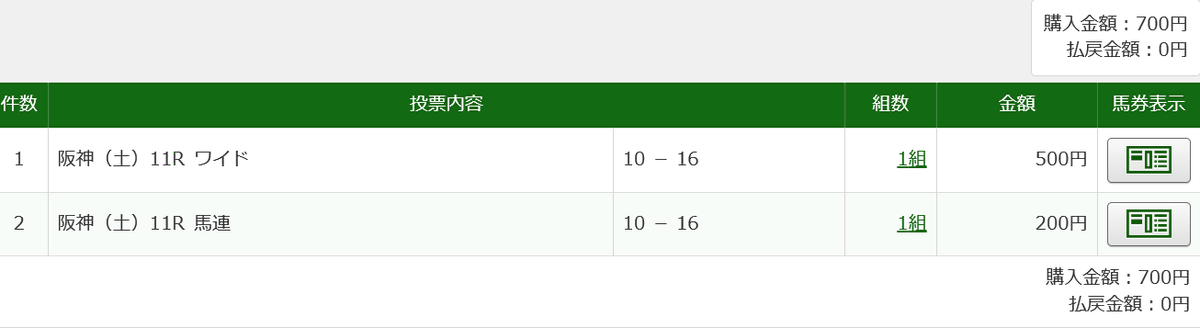 購入金額：700円
払戻金額：0円
件数 投票内容 組数 金額 馬券表示
1 阪神（土）11R ワイド 10 － 16 1組 500円
2 阪神（土）11R 馬連 10 － 16 1組 200円
購入金額：700円
払戻金額：0円